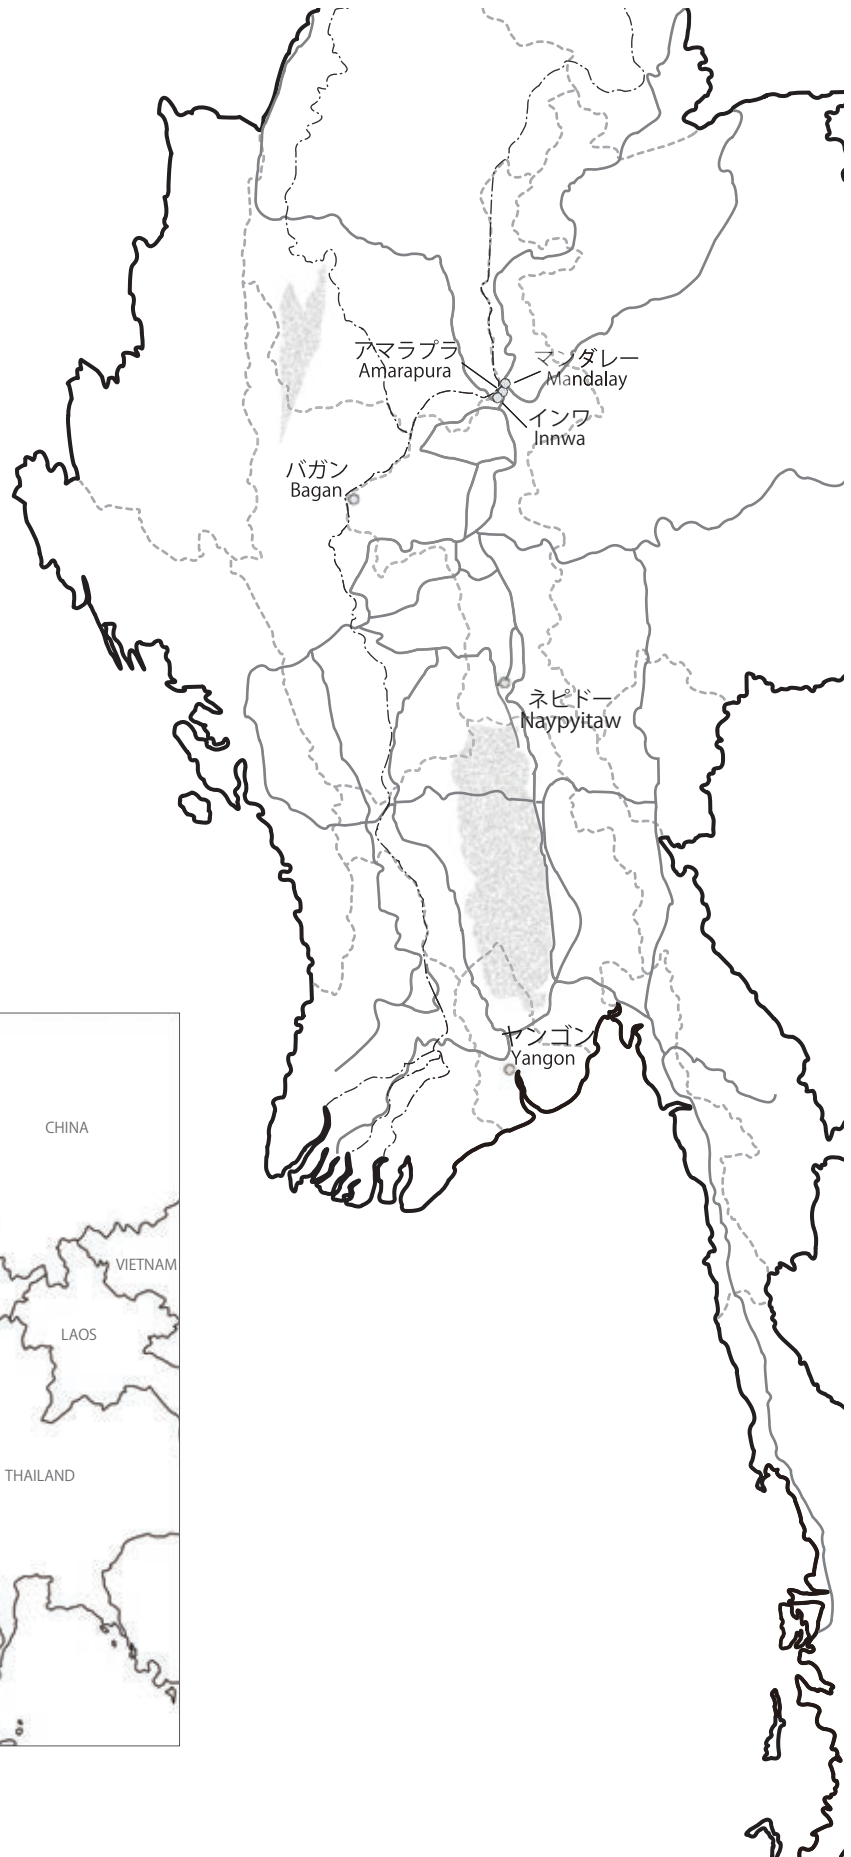 アマラプラ
Amarapura
マンダレー
Mandalay
インワ
Innwa
バガン
Bagan
ネピドー
Naypyitaw
ヤンゴン
Yangon
CHINA
VIETNAM
LAOS
THAILAND